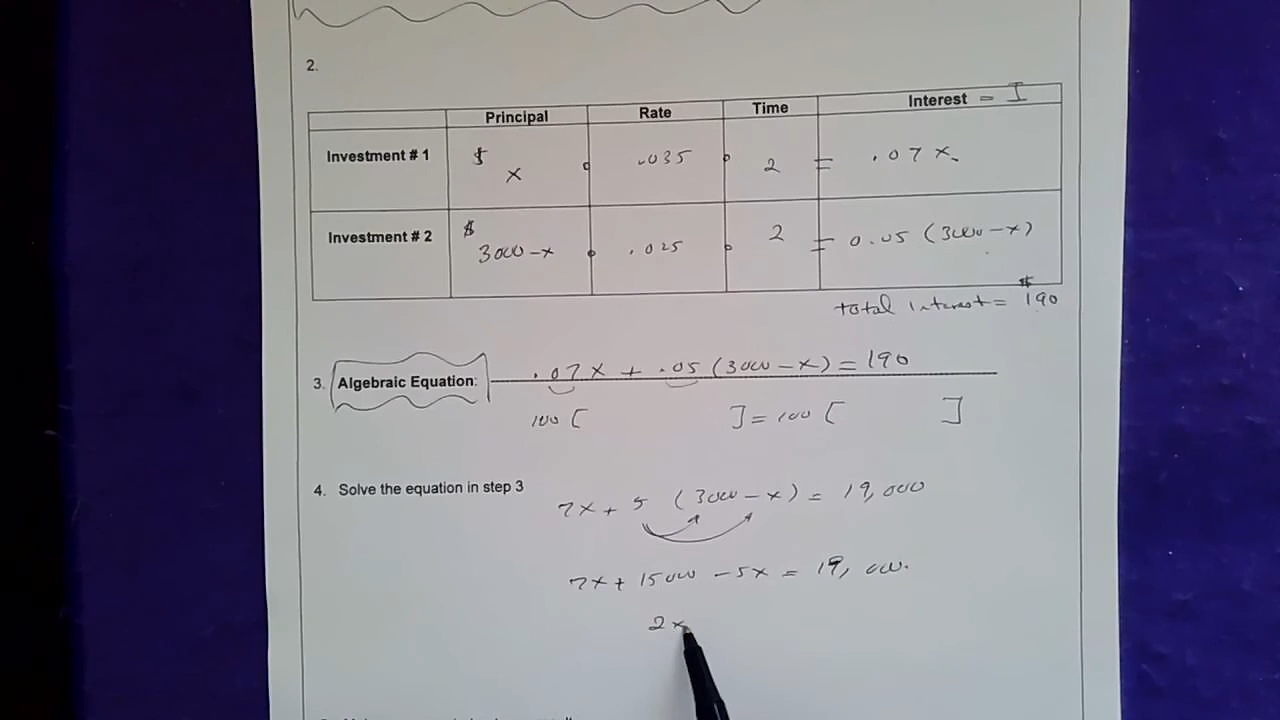 2.
Principal Rate Time Interest = I
Investment # 1 $ x • .035 • 2 = .07x
Investment # 2 $ 3000-x • .025 • 2 = 0.05 (3000-x)
total interest = $190
3. Algebraic Equation: .07x + .05 (3000-x) = 190
100 [ ] = 100 [ ]
4. Solve the equation in step 3
7x + 5 (3000-x) = 19,000
7x + 15000 - 5x = 19,000.
2x